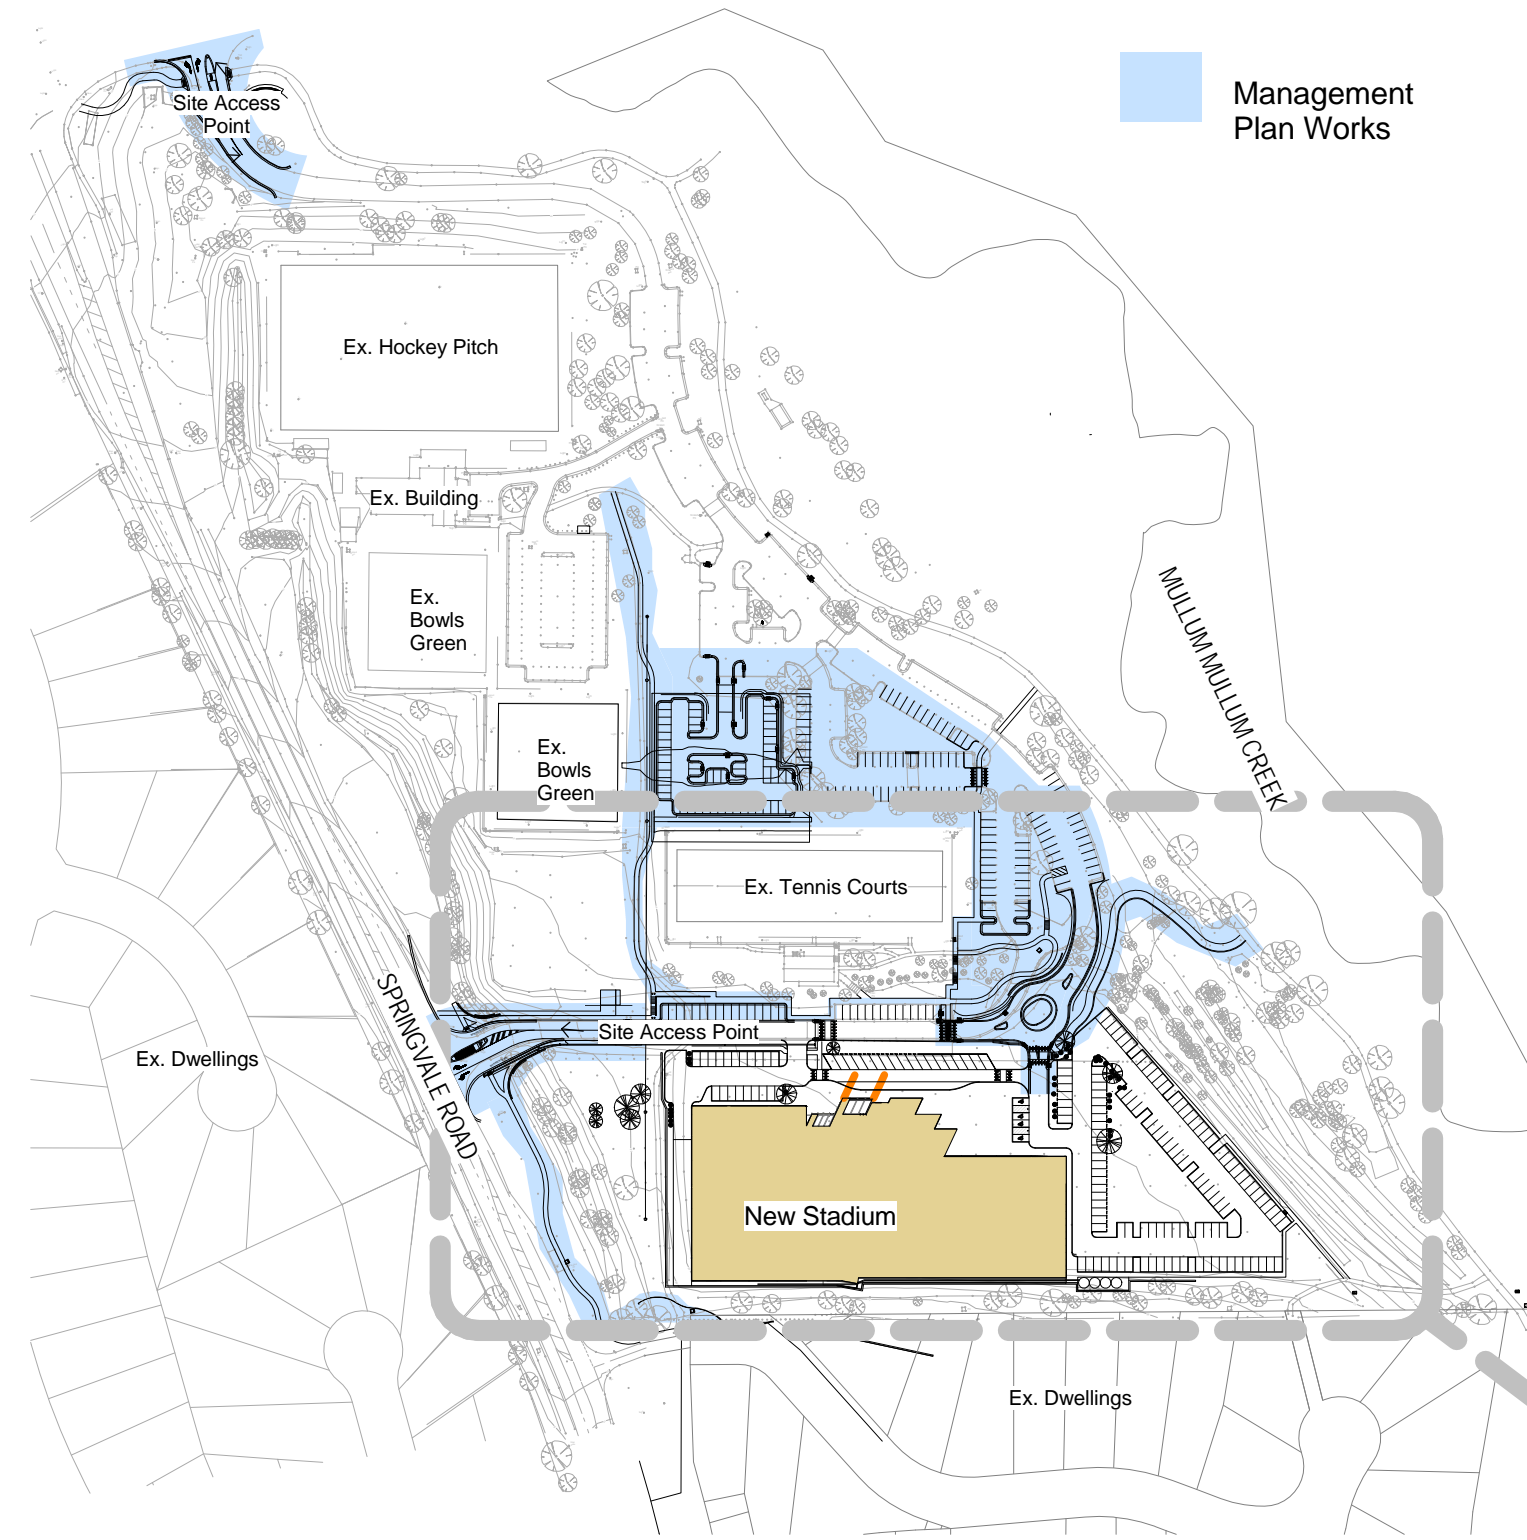 Management
Plan Works
Site Access
Point
Ex. Hockey Pitch
Ex. Building
Ex.
Bowls
Green
MULLUM MULLUM CREEK
Ex.
Bowls
Green
Ex. Tennis Courts
SPRINGVALE ROAD
Site Access Point
Ex. Dwellings
New Stadium
Ex. Dwellings